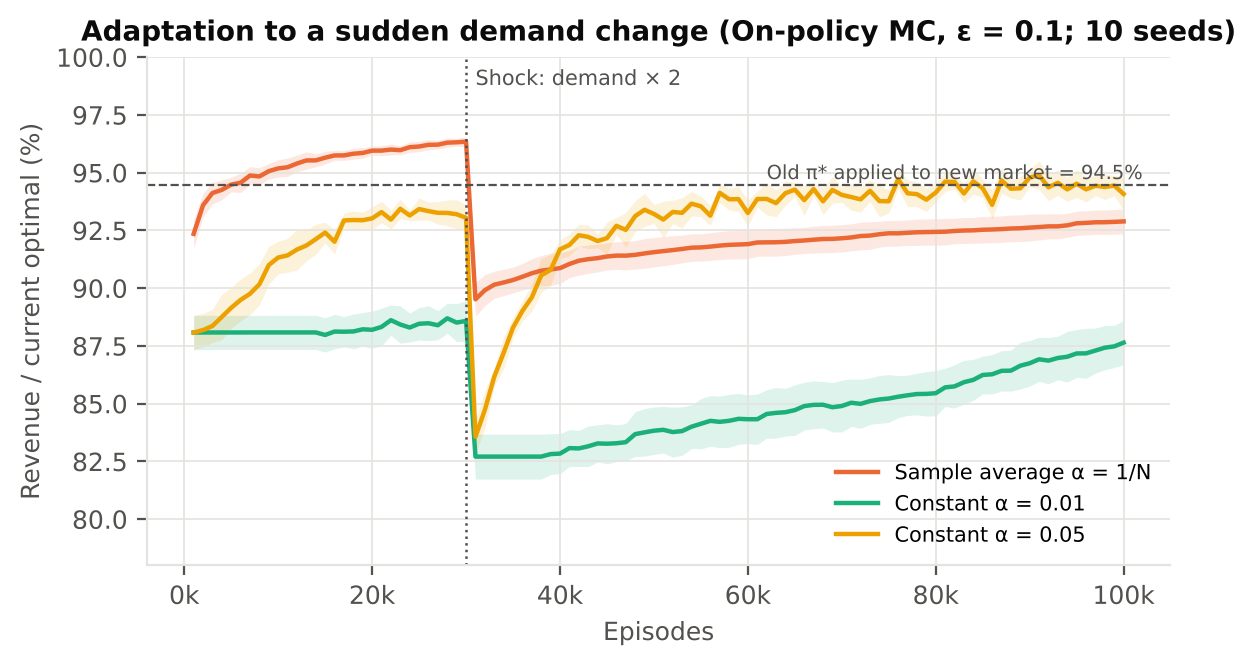 Adaptation to a sudden demand change (On-policy MC, ε = 0.1; 10 seeds)
Revenue / current optimal (%)
100.0
97.5
95.0
92.5
90.0
87.5
85.0
82.5
80.0
Shock: demand × 2
Old π* applied to new market = 94.5%
Sample average α = 1/N
Constant α = 0.01
Constant α = 0.05
0k
20k
40k
60k
80k
100k
Episodes